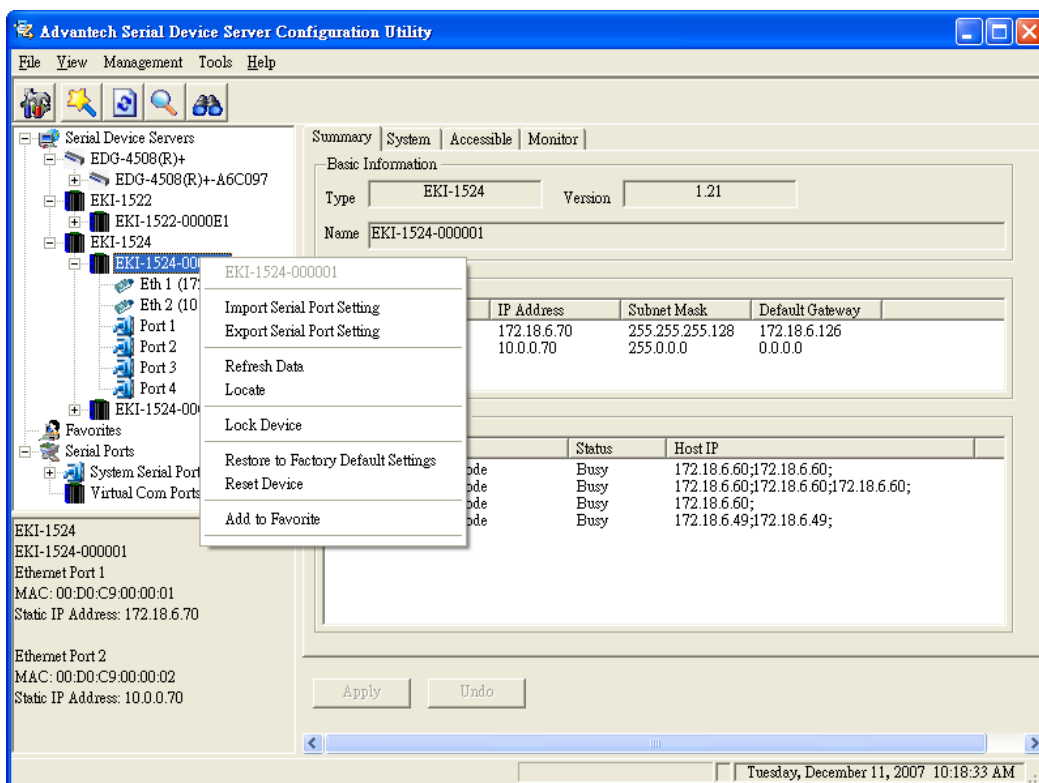 Advantech Serial Device Server Configuration Utility
File View Management Tools Help
Serial Device Servers
EDG-4508(R)+
EDG-4508(R)+-A6C097
EKI-1522
EKI-1522-0000E1
EKI-1524
EKI-1524-00
Eth 1 (17
Eth 2 (10
Port 1
Port 2
Port 3
Port 4
EKI-1524-00
Favorites
Serial Ports
System Serial Port
Virtual Com Ports
EKI-1524-000001
Import Serial Port Setting
Export Serial Port Setting
Refresh Data
Locate
Lock Device
Restore to Factory Default Settings
Reset Device
Add to Favorite
Summary System Accessible Monitor
Basic Information
Type EKI-1524 Version 1.21
Name EKI-1524-000001
IP Address Subnet Mask Default Gateway
172.18.6.70 255.255.255.128 172.18.6.126
10.0.0.70 255.0.0.0 0.0.0.0
Status Host IP
ode Busy 172.18.6.60;172.18.6.60;
ode Busy 172.18.6.60;172.18.6.60;172.18.6.60;
ode Busy 172.18.6.60;
ode Busy 172.18.6.49;172.18.6.49;
EKI-1524
EKI-1524-000001
Ethernet Port 1
MAC: 00:D0:C9:00:00:01
Static IP Address: 172.18.6.70
Ethernet Port 2
MAC: 00:D0:C9:00:00:02
Static IP Address: 10.0.0.70
Apply Undo
Tuesday, December 11, 2007 10:18:33 AM